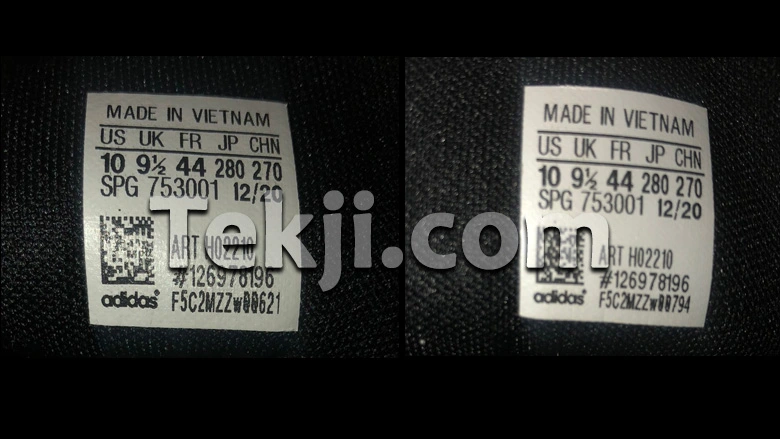 MADE IN VIETNAM
US UK FR JP CHN
10 9½ 44 280 270
SPG 753001 12/20
ART H02210
#126978196
adidas F5C2MZZw00621
MADE IN VIETNAM
US UK FR JP CHN
10 9½ 44 280 270
SPG 753001 12/20
ART H02210
#126978196
adidas F5C2MZZw00794
Tekji.com